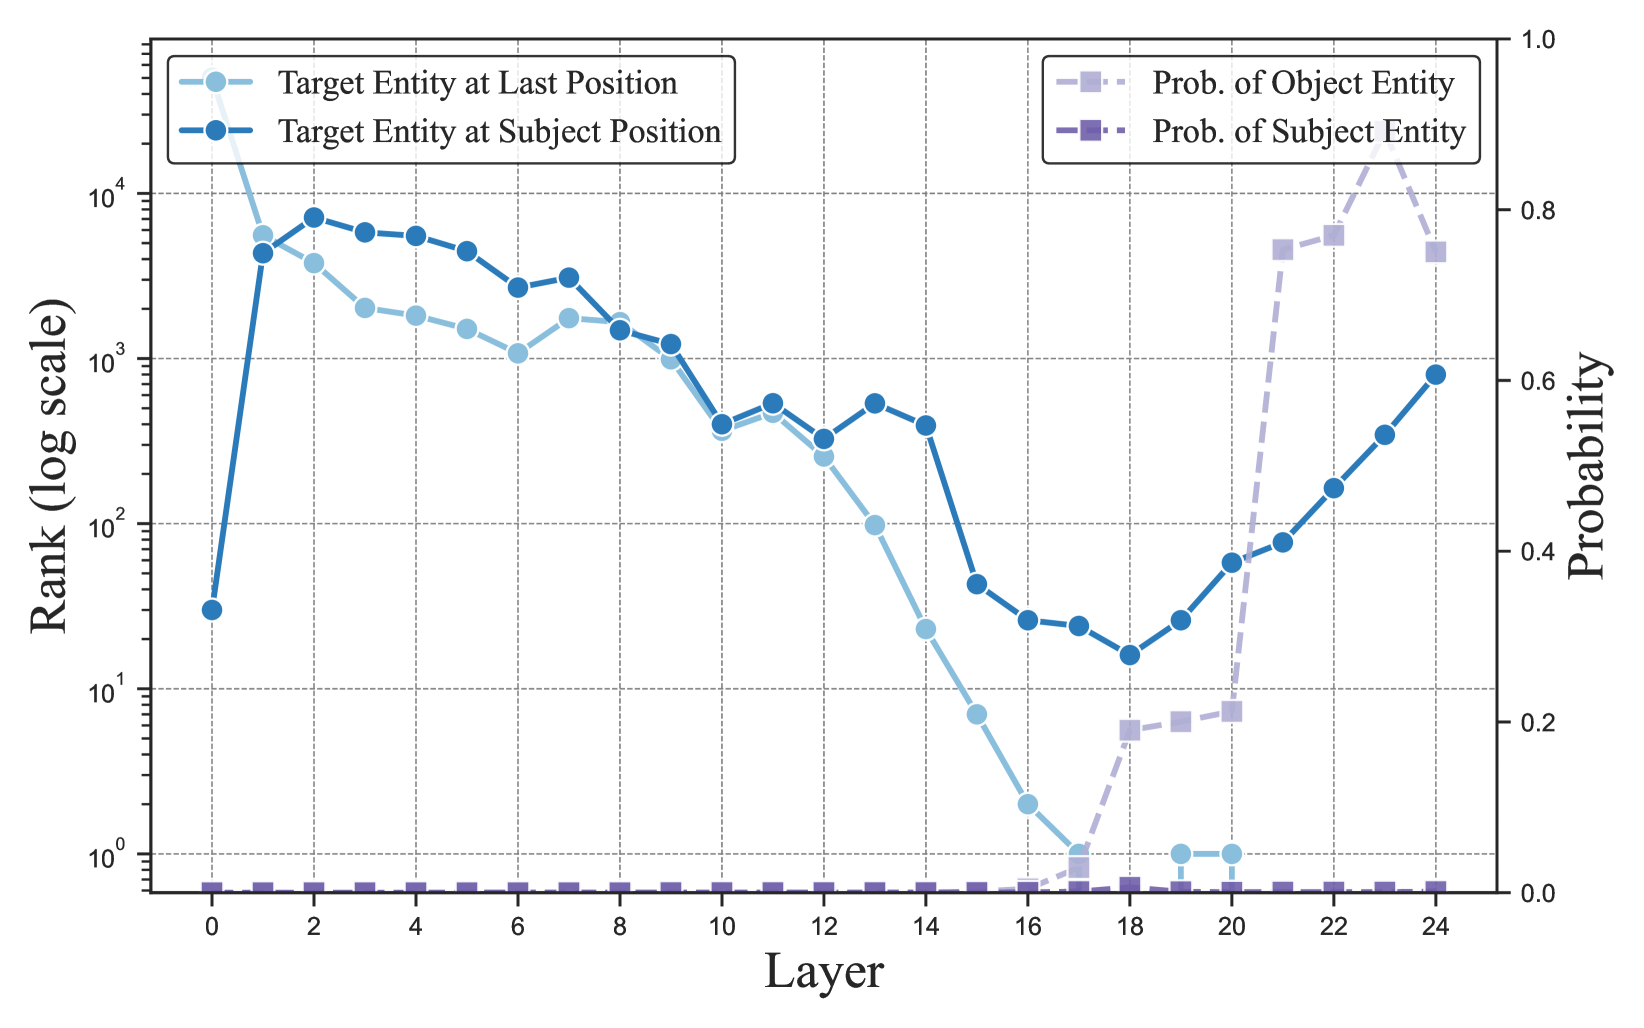 Target Entity at Last Position
Target Entity at Subject Position
Prob. of Object Entity
Prob. of Subject Entity
Rank (log scale)
10^4
10^3
10^2
10^1
10^0
Probability
1.0
0.8
0.6
0.4
0.2
0.0
0 2 4 6 8 10 12 14 16 18 20 22 24
Layer